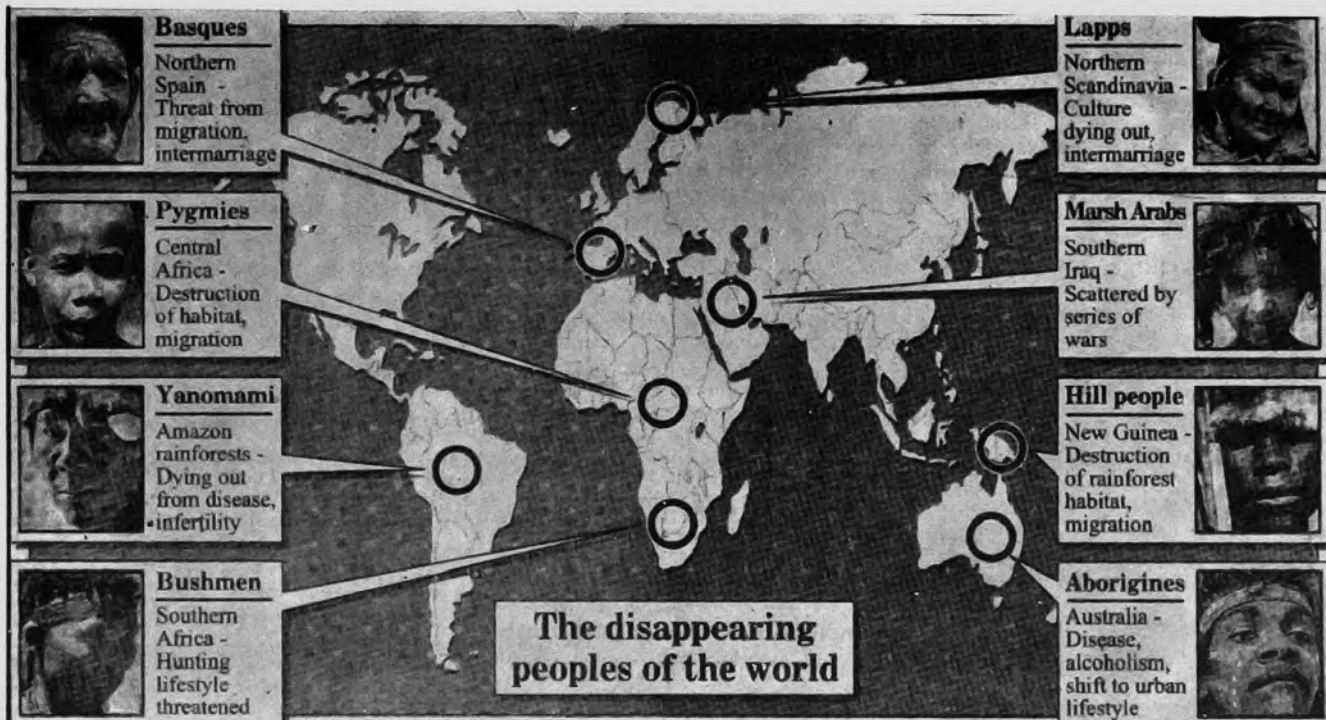 Basques
Northern
Spain -
Threat from
migration,
intermarriage
Pygmies
Central
Africa -
Destruction
of habitat,
migration
Yanomami
Amazon
rainforests -
Dying out
from disease,
infertility
Bushmen
Southern
Africa -
Hunting
lifestyle
threatened
The disappearing
peoples of the world
Lapps
Northern
Scandinavia -
Culture
dying out,
intermarriage
Marsh Arabs
Southern
Iraq -
Scattered by
series of
wars
Hill people
New Guinea -
Destruction
of rainforest
habitat,
migration
Aborigines
Australia -
Disease,
alcoholism,
shift to urban
lifestyle